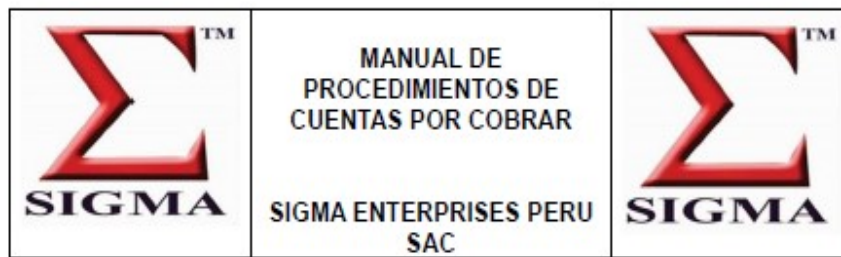 TM
SIGMA
MANUAL DE
PROCEDIMIENTOS DE
CUENTAS POR COBRAR
SIGMA ENTERPRISES PERU
SAC
TM
SIGMA